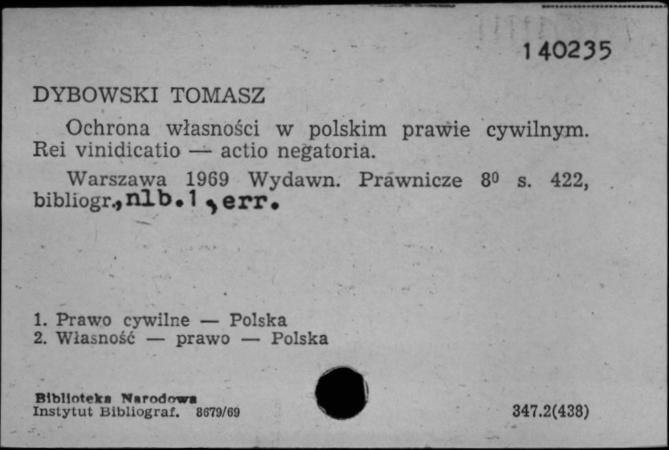 140235
DYBOWSKI TOMASZ
Ochrona własności w polskim prawie cywilnym.
Rei vinidicatio — actio negatoria.
Warszawa 1969 Wydawn. Prawnicze 8⁰ s. 422,
bibliogr., nlb. 1, err.
1. Prawo cywilne — Polska
2. Własność — prawo — Polska
Biblioteka Narodowa
Instytut Bibliograf. 8679/69
347.2(438)